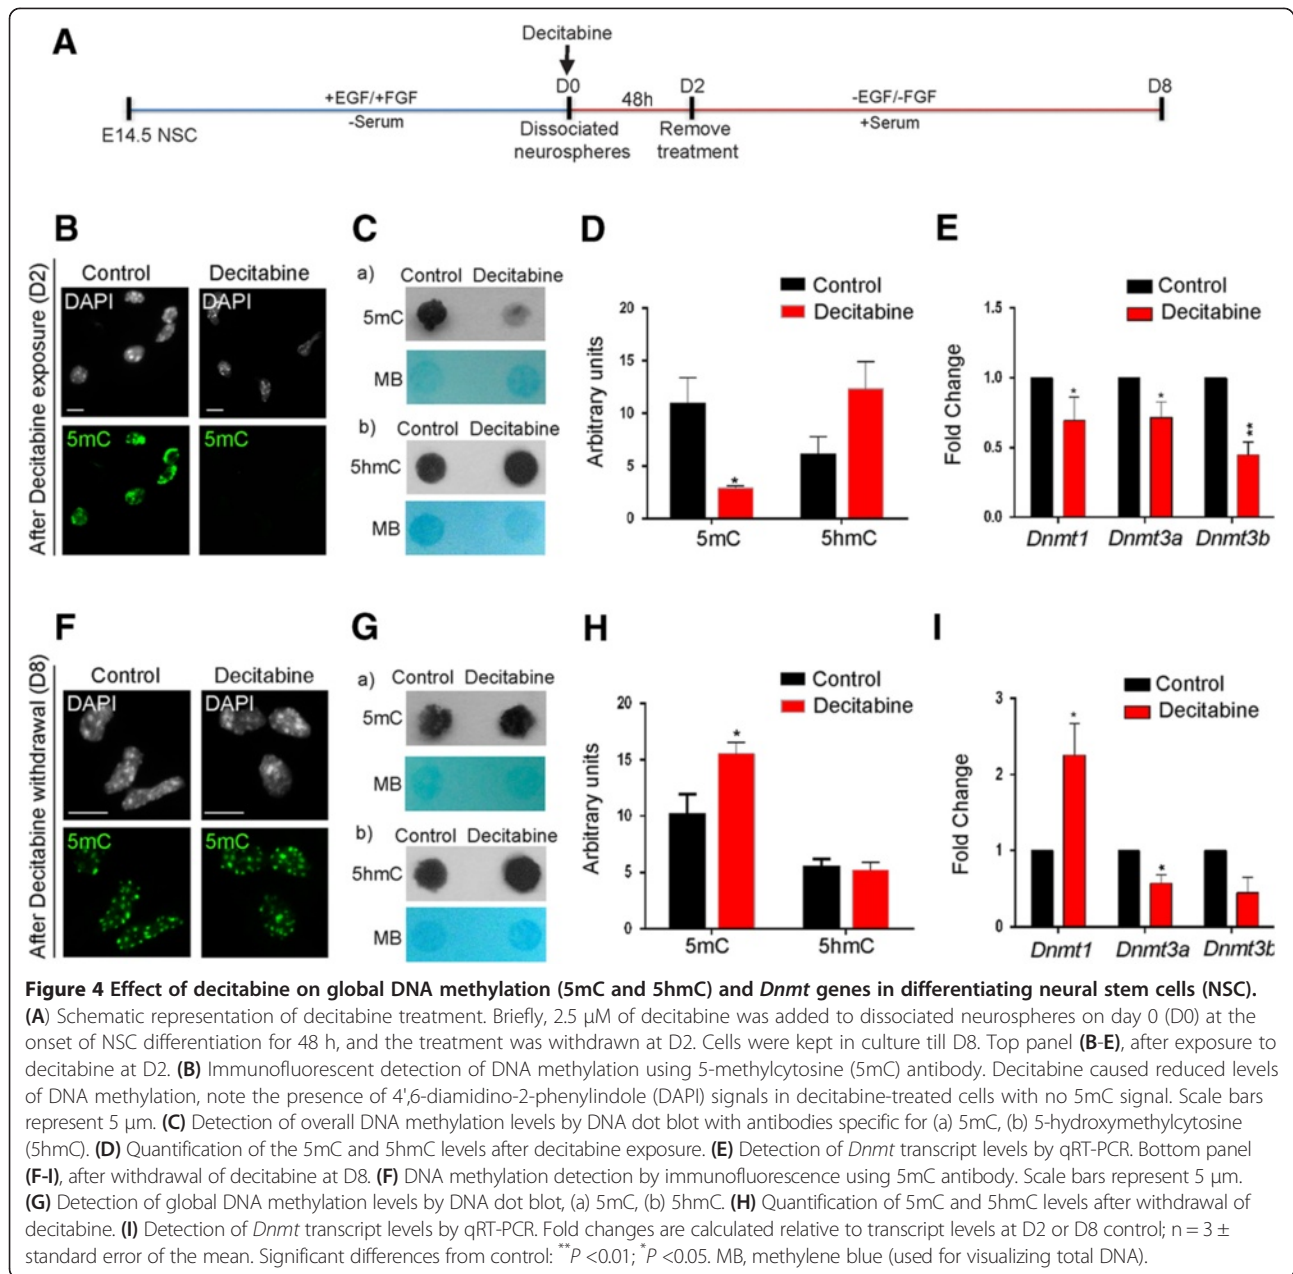 A
Decitabine
D0
D2
D8
+EGF/+FGF
48h
-EGF/-FGF
-Serum
+Serum
E14.5 NSC
Dissociated
neurospheres
Remove
treatment
B
After Decitabine exposure (D2)
Control
Decitabine
DAPI
DAPI
5mC
5mC
C
a)
Control
Decitabine
5mC
MB
b)
Control
Decitabine
5hmC
MB
D
Control
Decitabine
Arbitrary units
20
15
10
5
0
*
5mC
5hmC
E
Control
Decitabine
Fold Change
1.5
1.0
0.5
0.0
*
*
**
Dnmt1
Dnmt3a
Dnmt3b
F
After Decitabine withdrawal (D8)
Control
Decitabine
DAPI
DAPI
5mC
5mC
G
a)
Control
Decitabine
5mC
MB
b)
Control
Decitabine
5hmC
MB
H
Control
Decitabine
Arbitrary units
20
15
10
5
0
*
5mC
5hmC
I
Control
Decitabine
Fold Change
3
2
1
0
*
*
Dnmt1
Dnmt3a
Dnmt3b
Figure 4 Effect of decitabine on global DNA methylation (5mC and 5hmC) and Dnmt genes in differentiating neural stem cells (NSC).
(A) Schematic representation of decitabine treatment. Briefly, 2.5 μM of decitabine was added to dissociated neurospheres on day 0 (D0) at the
onset of NSC differentiation for 48 h, and the treatment was withdrawn at D2. Cells were kept in culture till D8. Top panel (B-E), after exposure to
decitabine at D2. (B) Immunofluorescent detection of DNA methylation using 5-methylcytosine (5mC) antibody. Decitabine caused reduced levels
of DNA methylation, note the presence of 4',6-diamidino-2-phenylindole (DAPI) signals in decitabine-treated cells with no 5mC signal. Scale bars
represent 5 μm. (C) Detection of overall DNA methylation levels by DNA dot blot with antibodies specific for (a) 5mC, (b) 5-hydroxymethylcytosine
(5hmC). (D) Quantification of the 5mC and 5hmC levels after decitabine exposure. (E) Detection of Dnmt transcript levels by qRT-PCR. Bottom panel
(F-I), after withdrawal of decitabine at D8. (F) DNA methylation detection by immunofluorescence using 5mC antibody. Scale bars represent 5 μm.
(G) Detection of global DNA methylation levels by DNA dot blot, (a) 5mC, (b) 5hmC. (H) Quantification of 5mC and 5hmC levels after withdrawal of
decitabine. (I) Detection of Dnmt transcript levels by qRT-PCR. Fold changes are calculated relative to transcript levels at D2 or D8 control; n = 3 ±
standard error of the mean. Significant differences from control: **P <0.01; *P <0.05. MB, methylene blue (used for visualizing total DNA).